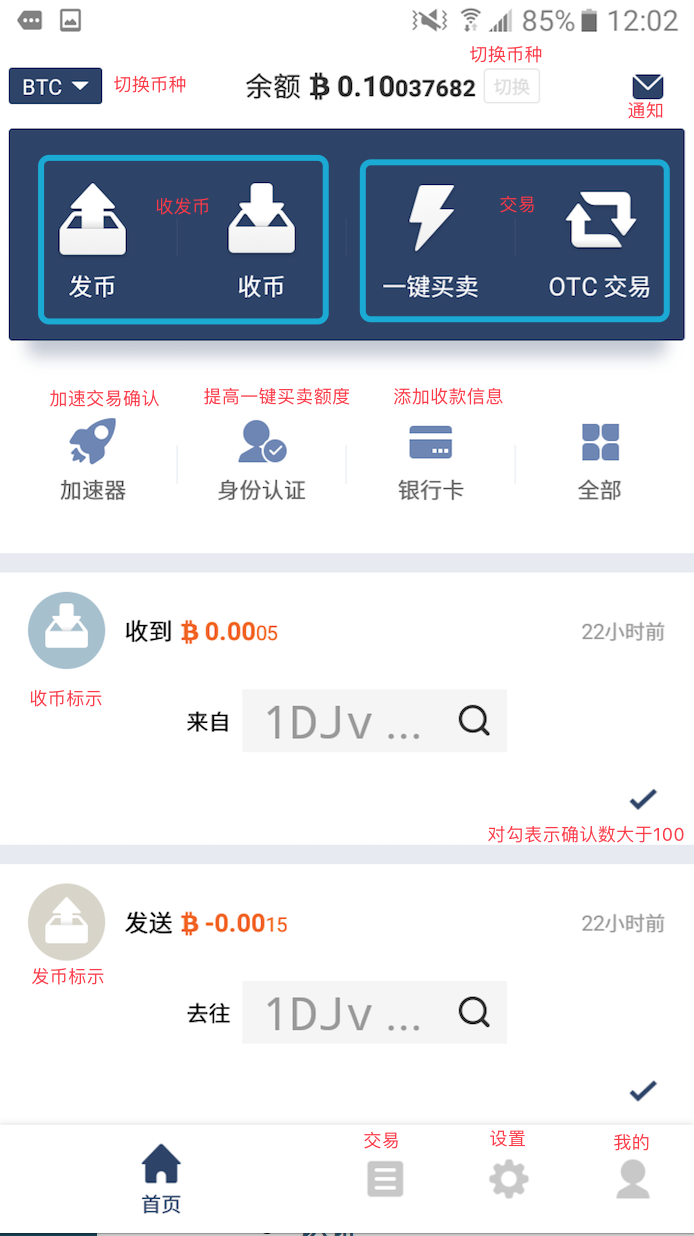 85% 12:02
切换币种
BTC 切换币种 余额 ₿ 0.10037682 切换
通知
收发币 交易
发币 收币 一键买卖 OTC 交易
加速交易确认 提高一键买卖额度 添加收款信息
加速器 身份认证 银行卡 全部
收到 ₿ 0.0005 22小时前
收币标示
来自 1DJv ...
对勾表示确认数大于100
发送 ₿ -0.0015 22小时前
发币标示
去往 1DJv ...
交易 设置 我的
首页